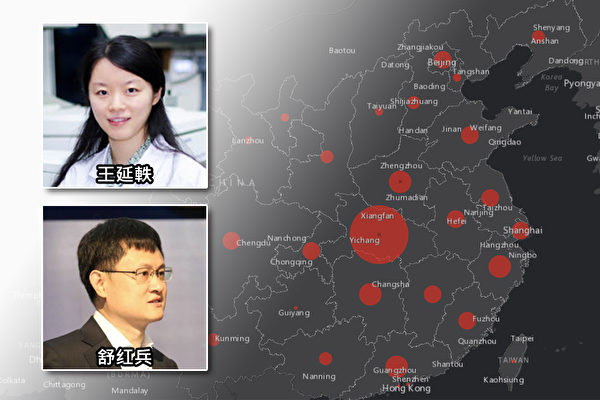 Shenyang
Anshan
Baotou
Zhangjiakou
Beijing
Datong
Tangshan
Dandong
Korea
Bay
Pyongya
Baoding
Taiyuan
Shijiazhuang
Yantai
Handan
Jinan
Weifang
Qingdao
Lanzhou
Yellow Sea
王延軼
Zhengzhou
Zhumadian
CHINA
Xiangfan
Hefei
Nanjing
Taizhou
Shanghai
Yichang
Nanchong
Chengdu
Chongqing
Hangzhou
Ningbo
Changsha
Guiyang
Fuzhou
Quanzhou
Taipei
Kunming
舒红兵
Shantou
TAIWAN
Nanning
Guangzhou
Shenzhen
Hong Kong
Kaohsiung
(BURMA)
Kolkata
Chittagong
Mandalay